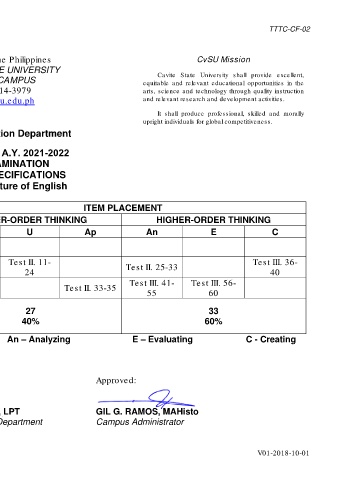 TTTC-CF-02
e Philippines
E UNIVERSITY
CAMPUS
14-3979
u.edu.ph
CvSU Mission
Cavite State University shall provide excellent,
equitable and relevant educational opportunities in the
arts, science and technology through quality instruction
and relevant research and development activities.
It shall produce professional, skilled and morally
upright individuals for global competitiveness.
ion Department
A.Y. 2021-2022
AMINATION
ECIFICATIONS
ture of English
ITEM PLACEMENT
R-ORDER THINKING HIGHER-ORDER THINKING
U Ap An E C
Test II. 11- Test II. 25-33 Test III. 36-
24 40
Test II. 33-35 Test III. 41- Test III. 56-
55 60
27 33
40% 60%
An – Analyzing E – Evaluating C - Creating
Approved:
, LPT GIL G. RAMOS, MAHisto
Department Campus Administrator
V01-2018-10-01